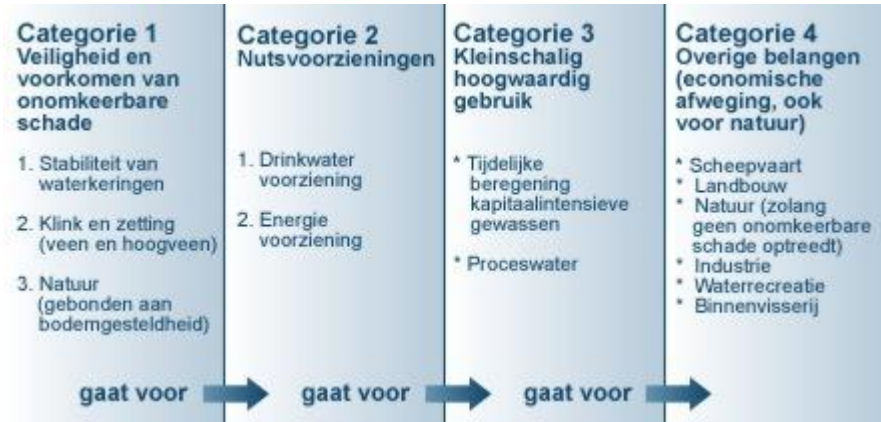 Categorie 1
Veiligheid en
voorkomen van
onomkeerbare
schade
1. Stabiliteit van
waterkeringen
2. Klink en zetting
(veen en hoogveen)
3. Natuur
(gebonden aan
bodemgesteldheid)
gaat voor
Categorie 2
Nutsvoorzieningen
1. Drinkwater
voorziening
2. Energie
voorziening
gaat voor
Categorie 3
Kleinschalig
hoogwaardig
gebruik
* Tijdelijke
beregening
kapitaalintensieve
gewassen
* Proceswater
gaat voor
Categorie 4
Overige belangen
(economische
afweging, ook
voor natuur)
* Scheepvaart
* Landbouw
* Natuur (zolang
geen onomkeerbare
schade optreedt)
* Industrie
* Waterrecreatie
* Binnenvisserij